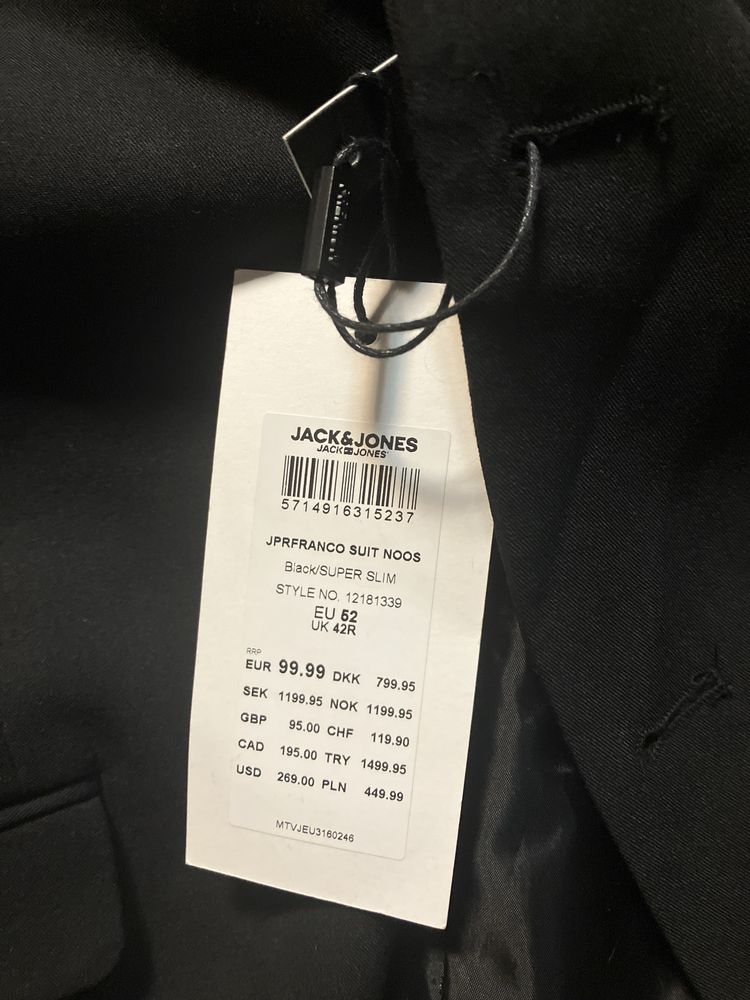 JACK&JONES
JACK & JONES
5714916315237
JPRFRANCO SUIT NOOS
Black/SUPER SLIM
STYLE NO. 12181339
EU 52
UK 42R
RRP
EUR 99.99 DKK 799.95
SEK 1199.95 NOK 1199.95
GBP 95.00 CHF 119.90
CAD 195.00 TRY 1499.95
USD 269.00 PLN 449.99
MTVJEU3160246